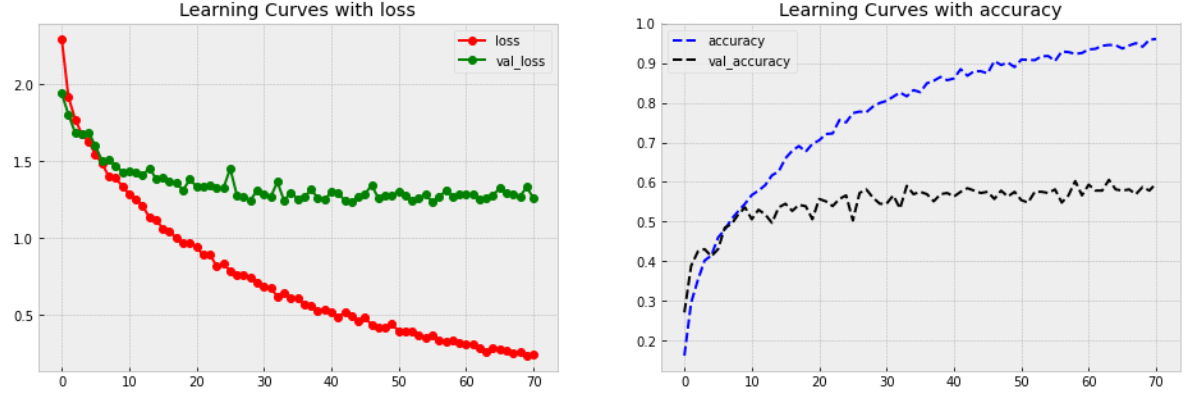 Learning Curves with loss
loss
val_loss
2.0
1.5
1.0
0.5
0 10 20 30 40 50 60 70
Learning Curves with accuracy
accuracy
val_accuracy
1.0
0.9
0.8
0.7
0.6
0.5
0.4
0.3
0.2
0 10 20 30 40 50 60 70